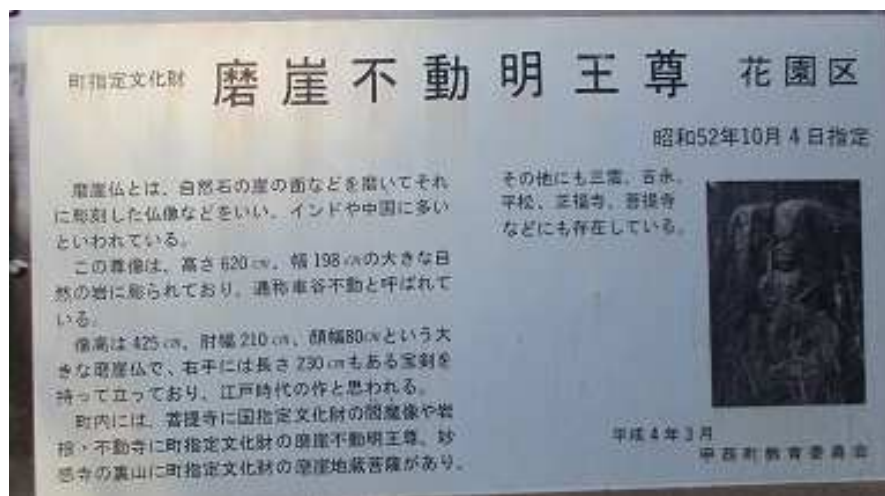 町指定文化財 磨崖不動明王尊 花園区
昭和52年10月4日指定
磨崖仏とは、自然石の崖の面などを磨いてそれ
に彫刻した仏像などをいい、インドや中国に多い
といわれている。
この尊像は、高さ620㎝、幅198㎝の大きな自
然の岩に彫られており、通称車谷不動と呼ばれて
いる。
像高は425㎝、肘幅210㎝、顔幅80㎝という大
きな磨崖仏で、右手には長さ230㎝もある宝剣を
持って立っており、江戸時代の作と思われる。
町内には、菩提寺に国指定文化財の閻魔像や岩
根・不動寺に町指定文化財の磨崖不動明王尊、妙
感寺の裏山に町指定文化財の磨崖地蔵菩薩があり、
その他にも三雲、吉永、
平松、正福寺、菩提寺
などにも存在している。
平成4年3月
甲西町教育委員会